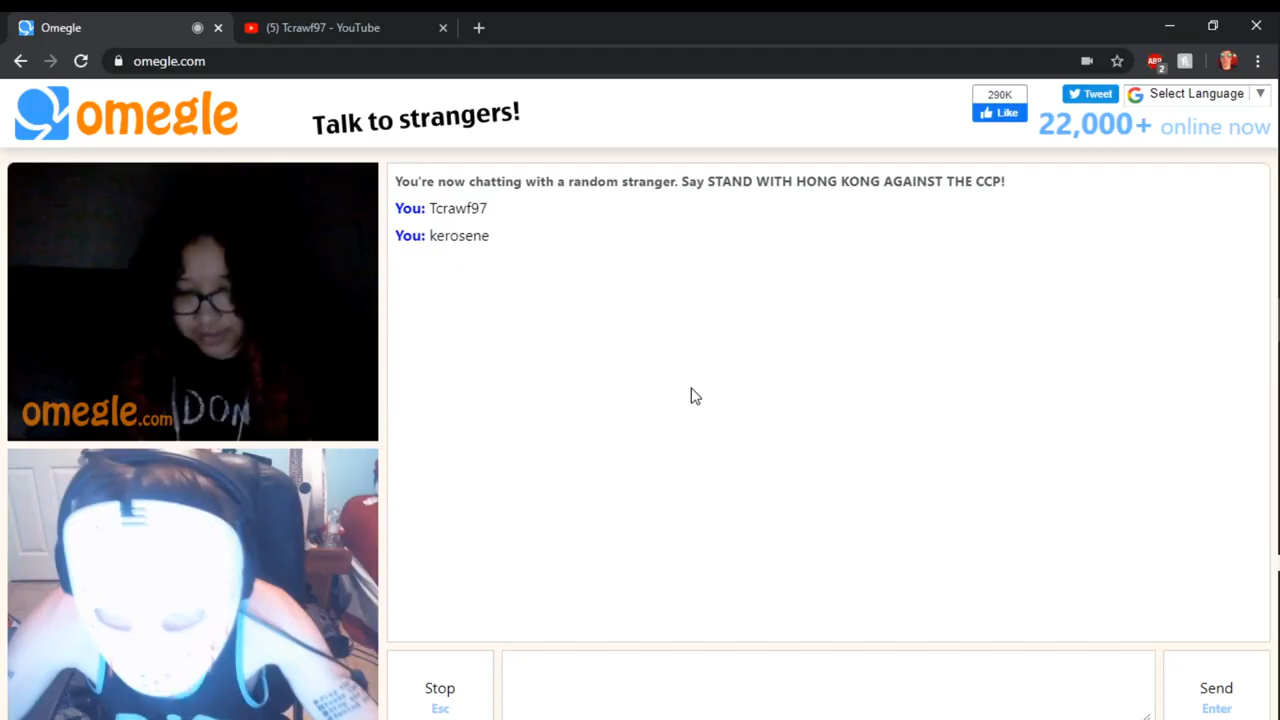 Omegle
(5) Tcrawf97 - YouTube
omegle.com
ABP
2
omegle
Talk to strangers!
290K
Like
Tweet
Select Language
22,000+ online now
You're now chatting with a random stranger. Say STAND WITH HONG KONG AGAINST THE CCP!
You: Tcrawf97
You: kerosene
omegle.com
DON
Stop
Esc
Send
Enter